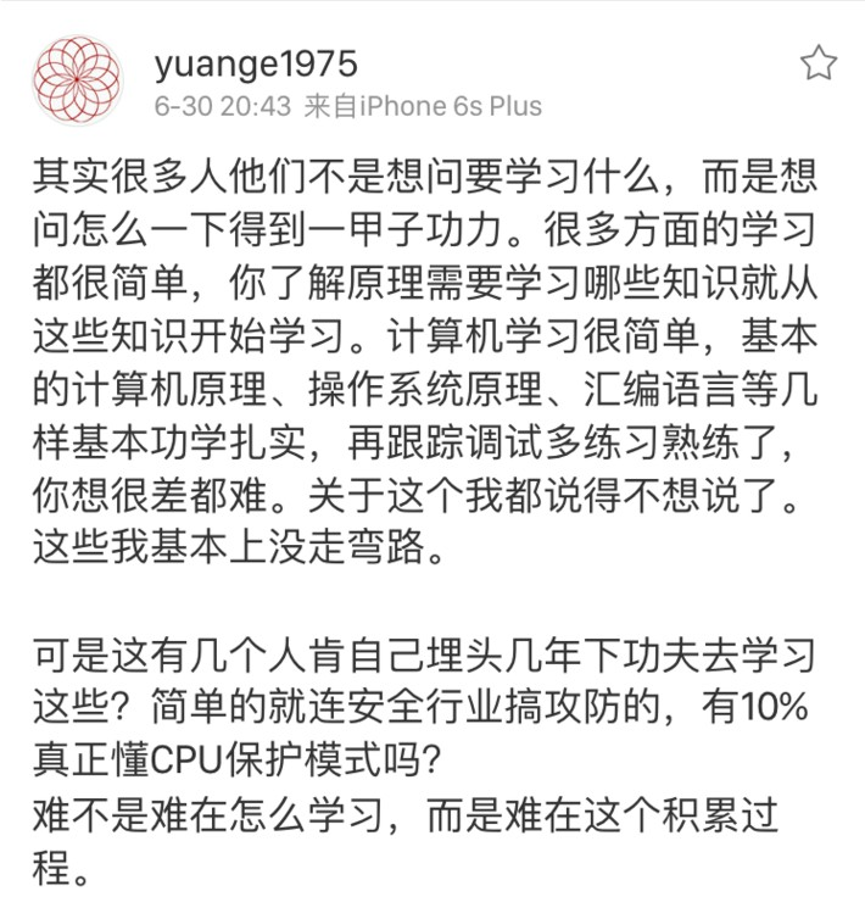 yuange1975
6-30 20:43 来自iPhone 6s Plus
其实很多人他们不是想问要学习什么，而是想
问怎么一下得到一甲子功力。很多方面的学习
都很简单，你了解原理需要学习哪些知识就从
这些知识开始学习。计算机学习很简单，基本
的计算机原理、操作系统原理、汇编语言等几
样基本功学扎实，再跟踪调试多练习熟练了，
你想很差都难。关于这个我都说得不想说了。
这些我基本上没走弯路。
可是这有几个人肯自己埋头几年下功夫去学习
这些？简单的就连安全行业搞攻防的，有10%
真正懂CPU保护模式吗？
难不是难在怎么学习，而是难在这个积累过
程。